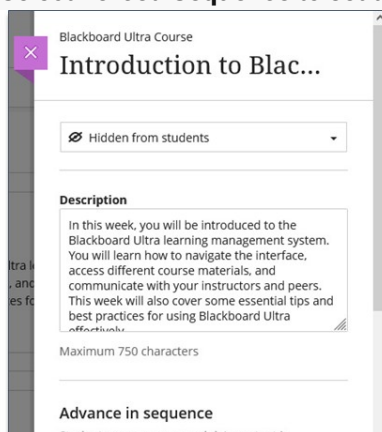 Blackboard Ultra Course
Introduction to Blac...
Hidden from students
Description
In this week, you will be introduced to the
Blackboard Ultra learning management system.
You will learn how to navigate the interface,
access different course materials, and
communicate with your instructors and peers.
This week will also cover some essential tips and
best practices for using Blackboard Ultra
effectively.
Maximum 750 characters
Advance in sequence